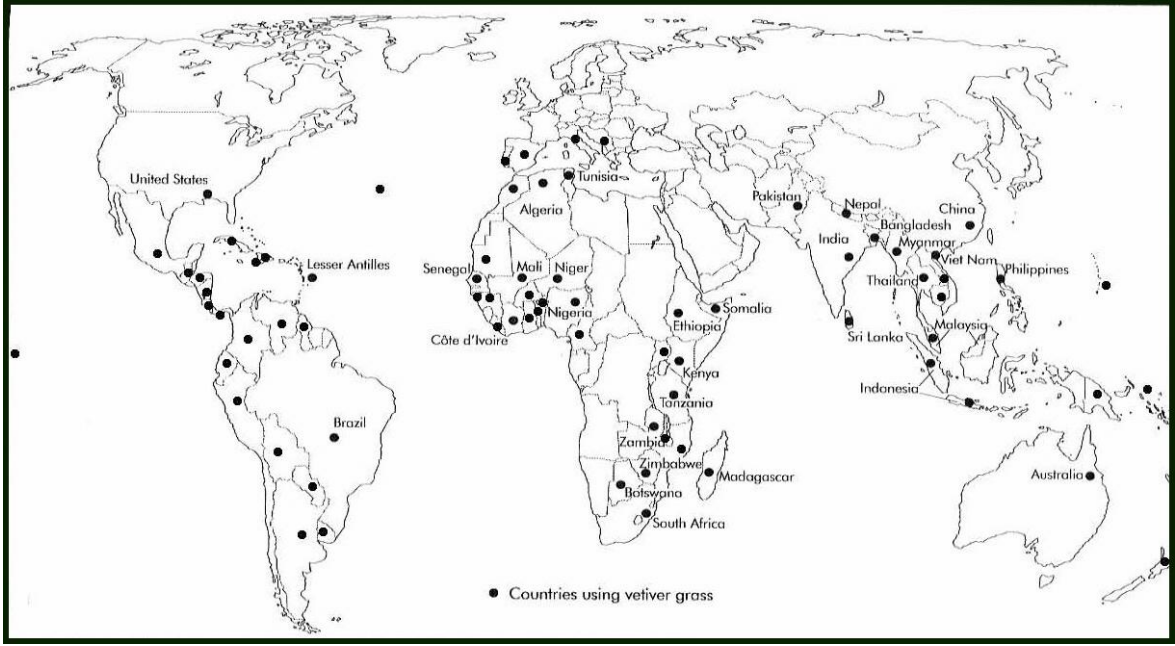 United States
Tunisia
Algeria
Pakistan
Nepal
China
Bangladesh
India
Myanmar
Viet Nam
Lesser Antilles
Senegal
Mali
Niger
Thailand
Philippines
Somalia
Nigeria
Ethiopia
Côte d'Ivoire
Sri Lanka
Malaysia
Kenya
Indonesia
Tanzania
Brazil
Zambia
Zimbabwe
Madagascar
Australia
Botswana
South Africa
Countries using vetiver grass